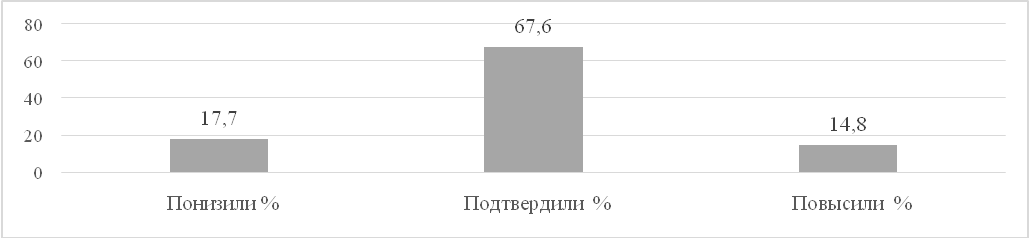 80
67,6
60
40
17,7
14,8
20
0
Понизили %
Подтвердили %
Повысили %